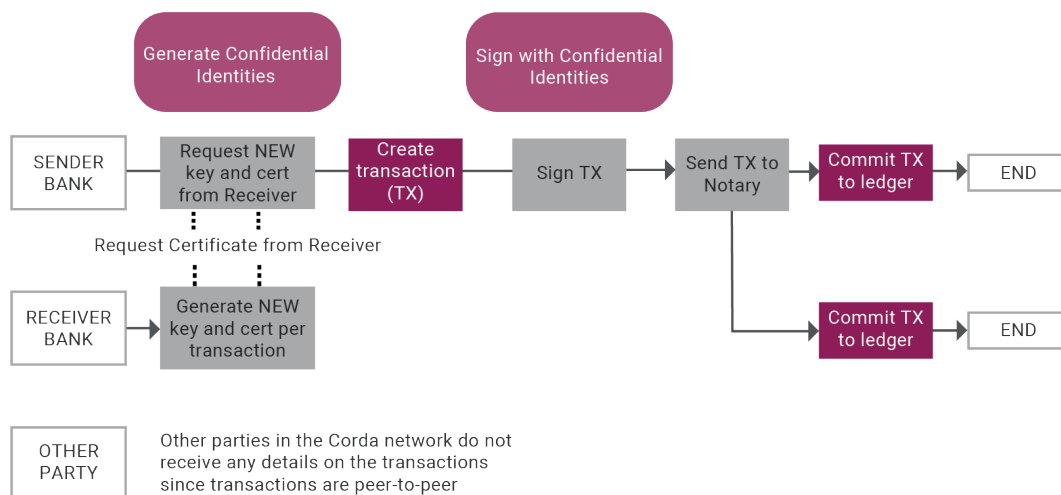 Generate Confidential
Identities
Sign with Confidential
Identities
SENDER
BANK
Request NEW
key and cert
from Receiver
Create
transaction
(TX)
Sign TX
Send TX to
Notary
Commit TX
to ledger
END
Request Certificate from Receiver
RECEIVER
BANK
Generate NEW
key and cert per
transaction
Commit TX
to ledger
END
OTHER
PARTY
Other parties in the Corda network do not
receive any details on the transactions
since transactions are peer-to-peer